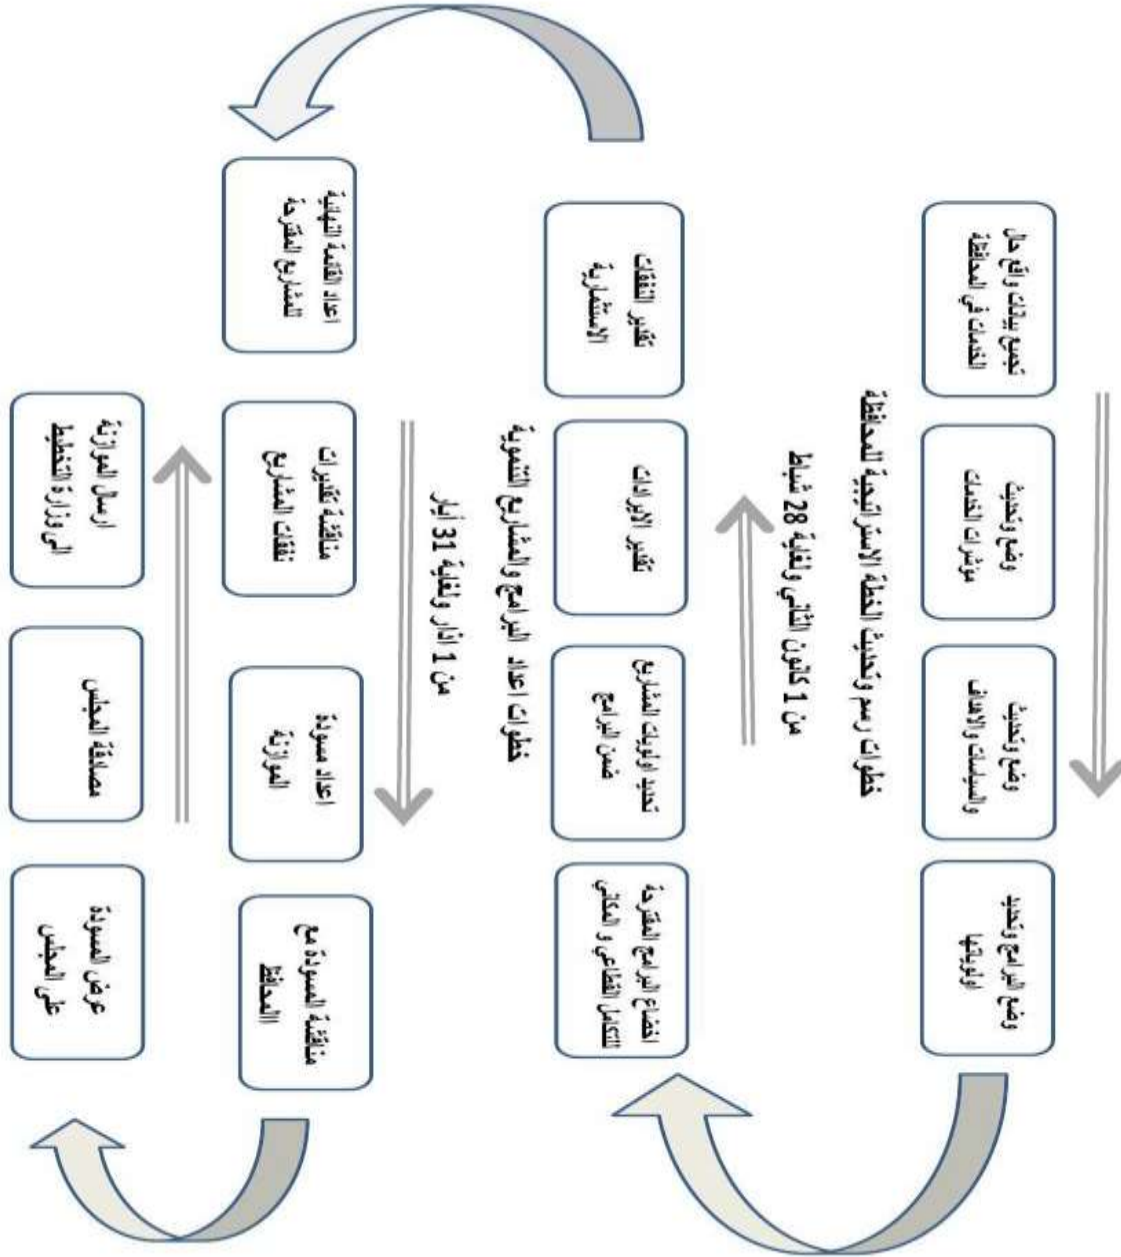 تجميع بيانات واقع حال
الخدمات في المحافظة
وضع وتحديث
مؤشرات الخدمات
وضع وتحديث
والسياسات والاهداف
وضع البرامج وتحديد
اولوياتها
خطوات رسم وتحديث الخطة الاستراتيجية للمحافظة
من 1 كانون الثاني ولغاية 28 شباط
اخضاع البرامج المقترحة
للتكامل القطاعي و المكاني
تحديد اولويات المشاريع
ضمن البرامج
تقدير الايرادات
تقدير النفقات
الاستثمارية
خطوات اعداد البرامج والمشاريع التنموية
من 1 اذار ولغاية 31 أيار
اعداد القائمة النهائية
للمشاريع المقترحة
مناقشة تقديرات
نفقات المشاريع
اعداد مسودة
الموازنة
مناقشة المسودة مع
االمحافظ
عرض المسودة
على المجلس
مصادقة المجلس
ارسال الموازنة
الى وزارة التخطيط